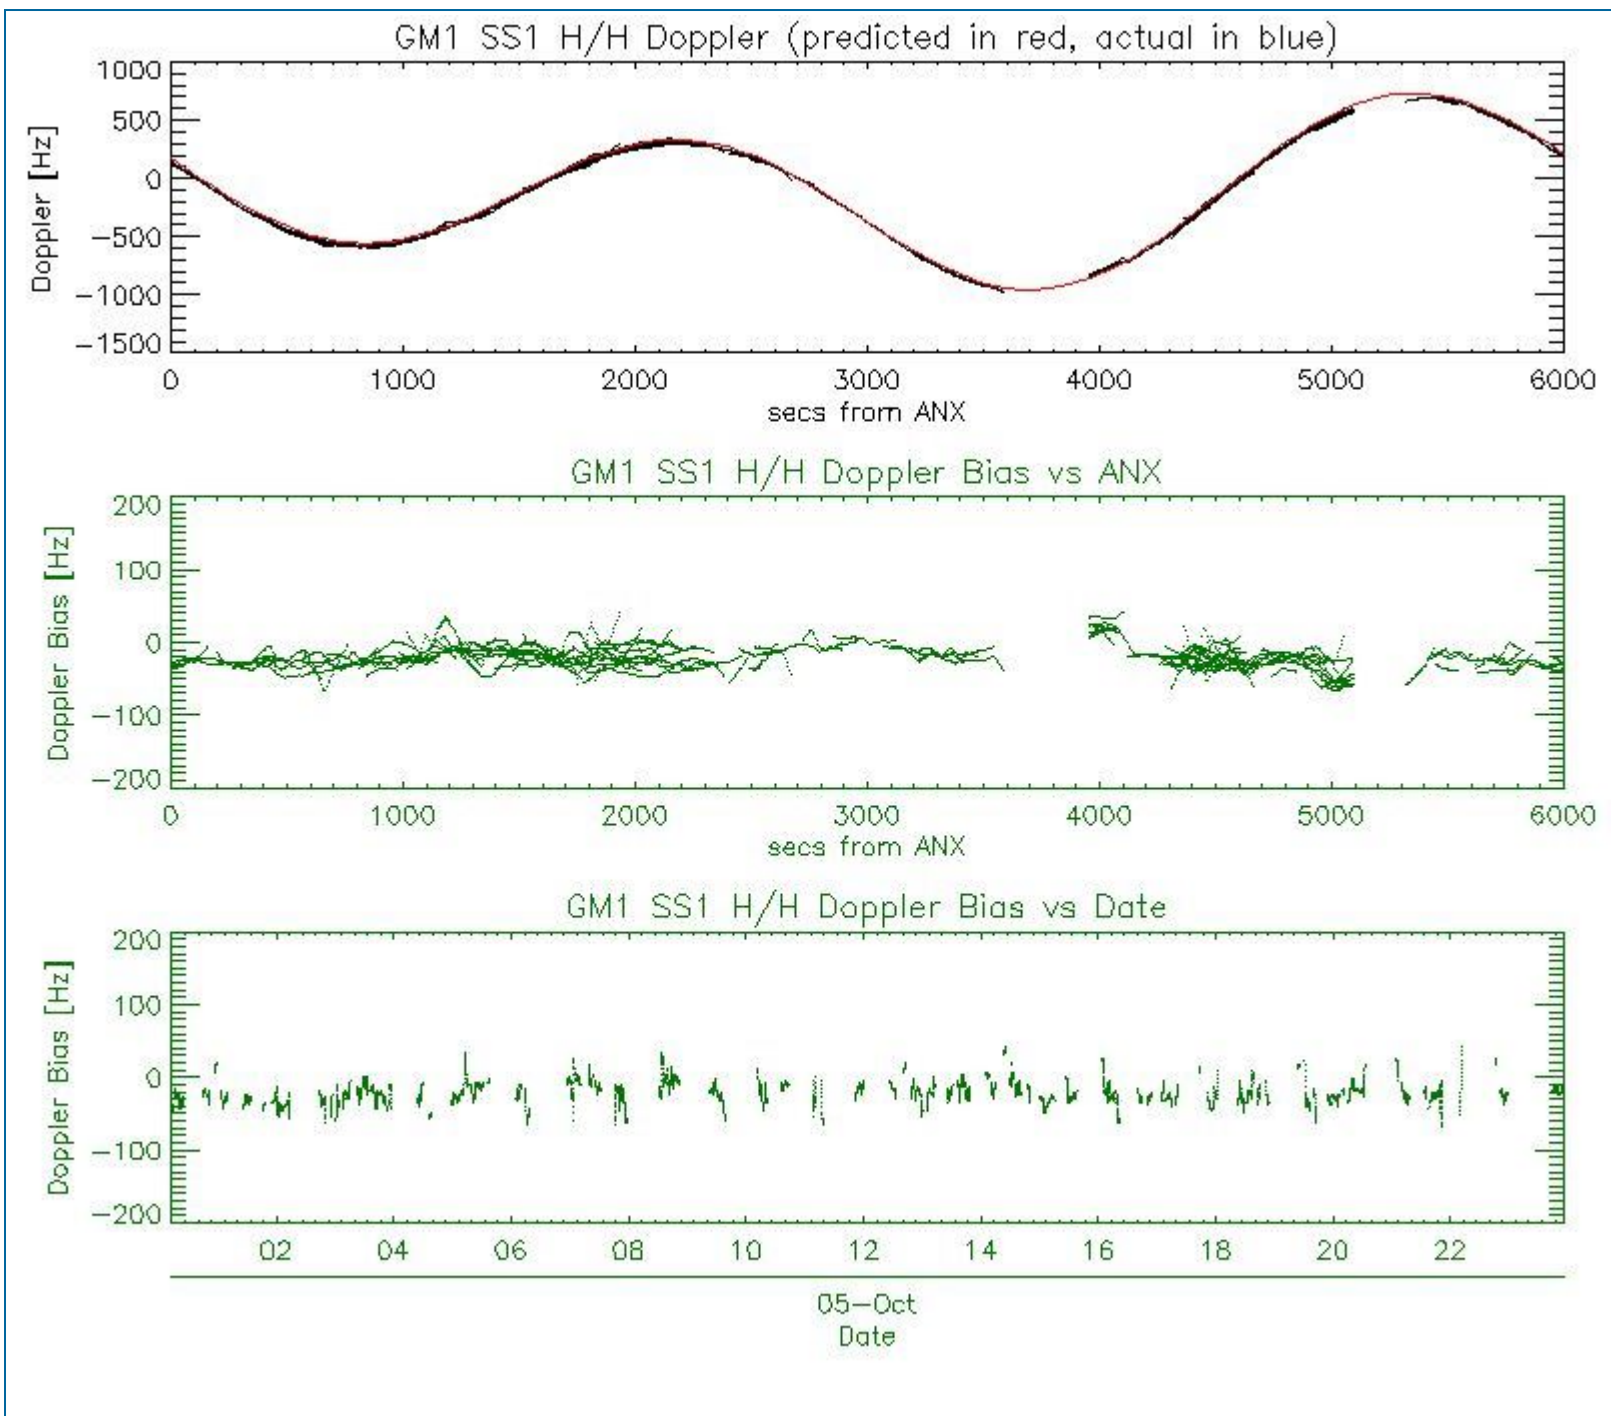 GM1 SS1 H/H Doppler (predicted in red, actual in blue)
Doppler [Hz]
1000
500
0
−500
−1000
−1500
0 1000 2000 3000 4000 5000 6000
secs from ANX
GM1 SS1 H/H Doppler Bias vs ANX
Doppler Bias [Hz]
200
100
0
−100
−200
0 1000 2000 3000 4000 5000 6000
secs from ANX
GM1 SS1 H/H Doppler Bias vs Date
Doppler Bias [Hz]
200
100
0
−100
−200
02 04 06 08 10 12 14 16 18 20 22
05−Oct
Date